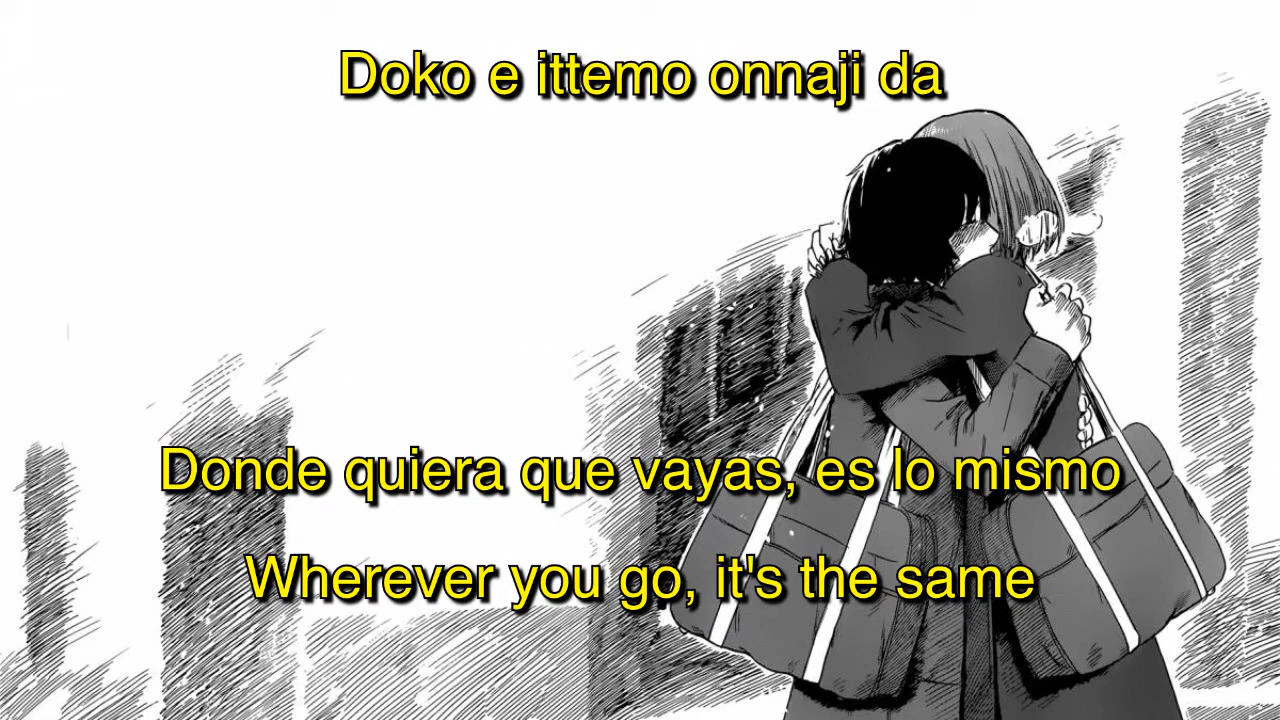 Doko e ittemo onnaji da
Donde quiera que vayas, es lo mismo
Wherever you go, it's the same